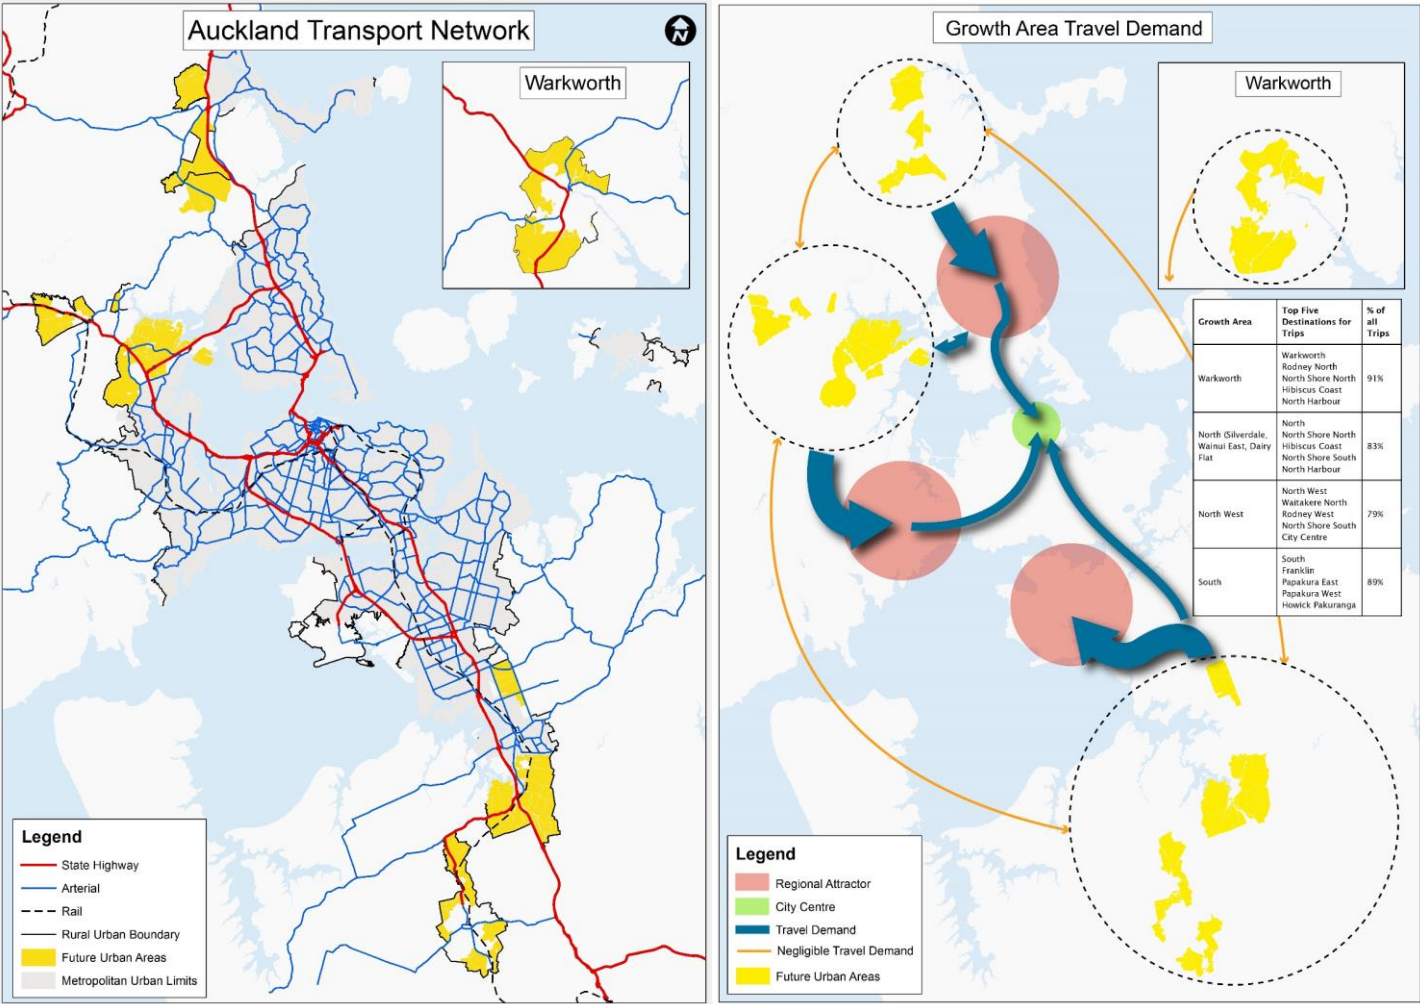 Auckland Transport Network
N
Warkworth
Legend
State Highway
Arterial
Rail
Rural Urban Boundary
Future Urban Areas
Metropolitan Urban Limits
Growth Area Travel Demand
Warkworth
Growth Area
Top Five
Destinations for
Trips
% of
all
Trips
Warkworth
Warkworth
Rodney North
North Shore North
Hibiscus Coast
North Harbour
91%
North (Silverdale,
Wainui East, Dairy
Flat
North
North Shore North
Hibiscus Coast
North Shore South
North Harbour
83%
North West
North West
Waitakere North
Rodney West
North Shore South
City Centre
79%
South
South
Franklin
Papakura East
Papakura West
Howick Pakuranga
89%
Legend
Regional Attractor
City Centre
Travel Demand
Negligible Travel Demand
Future Urban Areas